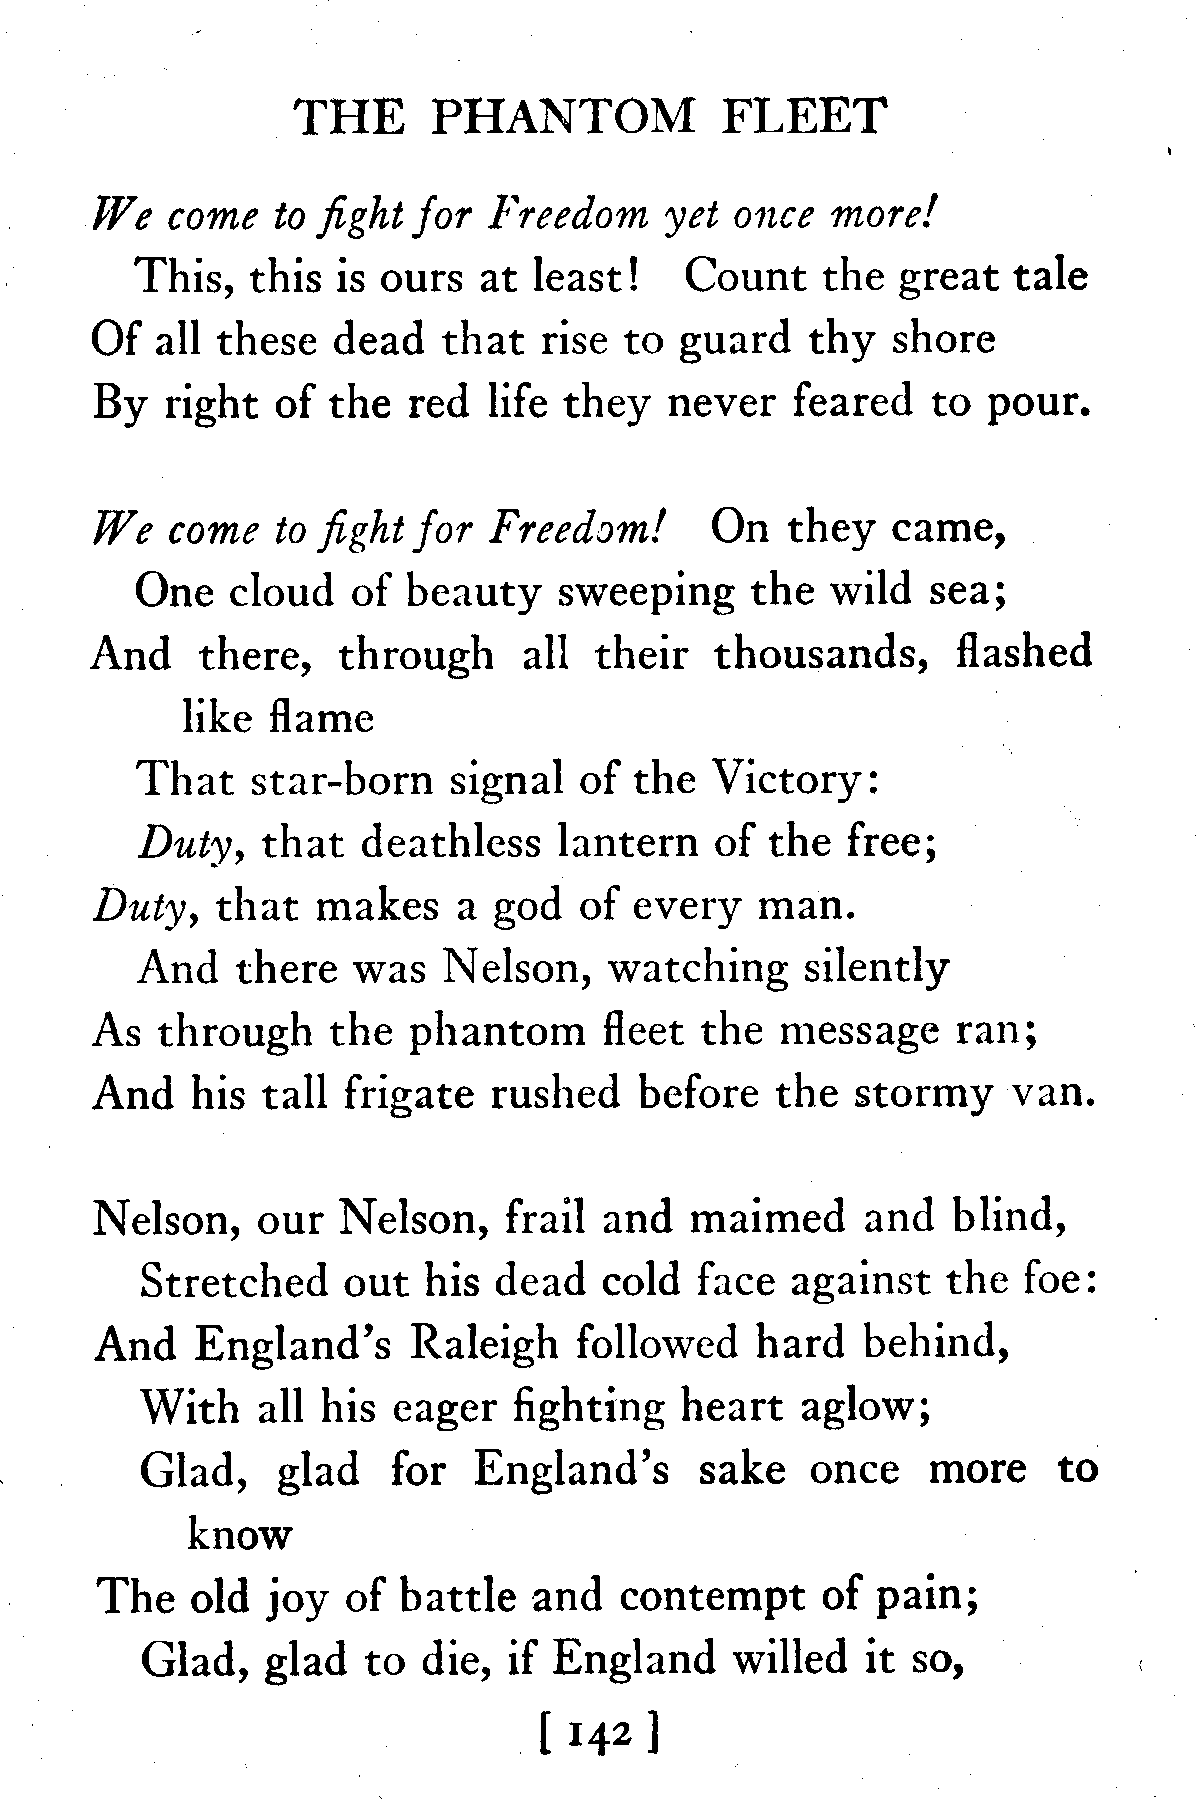 THE PHANTOM FLEET
We come to fight for Freedom yet once more!
This, this is ours at least! Count the great tale
Of all these dead that rise to guard thy shore
By right of the red life they never feared to pour.
We come to fight for Freedom! On they came,
One cloud of beauty sweeping the wild sea;
And there, through all their thousands, flashed
like flame
That star-born signal of the Victory:
Duty, that deathless lantern of the free;
Duty, that makes a god of every man.
And there was Nelson, watching silently
As through the phantom fleet the message ran;
And his tall frigate rushed before the stormy van.
Nelson, our Nelson, frail and maimed and blind,
Stretched out his dead cold face against the foe:
And England's Raleigh followed hard behind,
With all his eager fighting heart aglow;
Glad, glad for England's sake once more to
know
The old joy of battle and contempt of pain;
Glad, glad to die, if England willed it so,
[ 142 ]